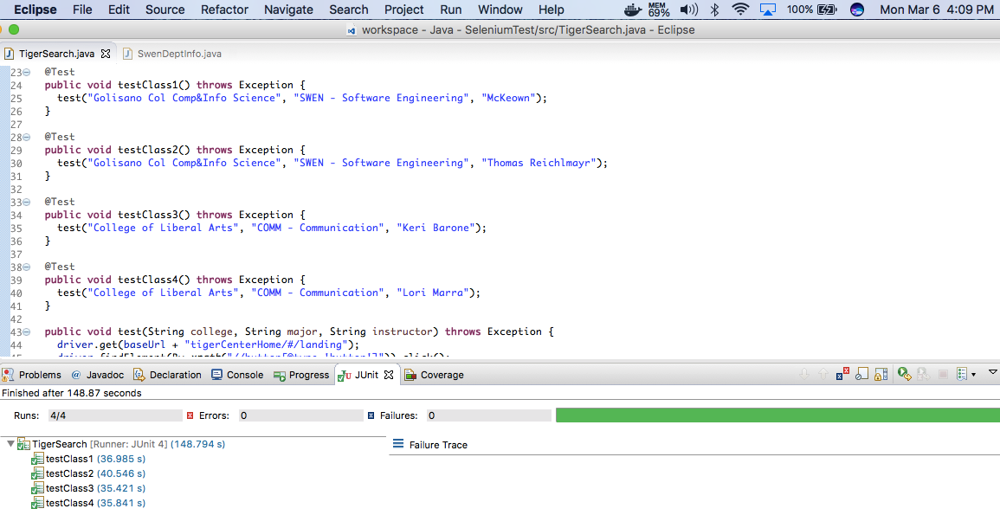 Eclipse File Edit Source Refactor Navigate Search Project Run Window Help MEM 69% 100% Mon Mar 6 4:09 PM
workspace - Java - SeleniumTest/src/TigerSearch.java - Eclipse
TigerSearch.java SwenDeptInfo.java
23 @Test
24 public void testClass1() throws Exception {
25 test("Golisano Col Comp&Info Science", "SWEN - Software Engineering", "McKeown");
26 }
27
28 @Test
29 public void testClass2() throws Exception {
30 test("Golisano Col Comp&Info Science", "SWEN - Software Engineering", "Thomas Reichlmayr");
31 }
32
33 @Test
34 public void testClass3() throws Exception {
35 test("College of Liberal Arts", "COMM - Communication", "Keri Barone");
36 }
37
38 @Test
39 public void testClass4() throws Exception {
40 test("College of Liberal Arts", "COMM - Communication", "Lori Marra");
41 }
42
43 public void test(String college, String major, String instructor) throws Exception {
44 driver.get(baseUrl + "tigerCenterHome/#/landing");
Problems @ Javadoc Declaration Console Progress JUnit Coverage
Finished after 148.87 seconds
Runs: 4/4 Errors: 0 Failures: 0
TigerSearch [Runner: JUnit 4] (148.794 s) Failure Trace
testClass1 (36.985 s)
testClass2 (40.546 s)
testClass3 (35.421 s)
testClass4 (35.841 s)